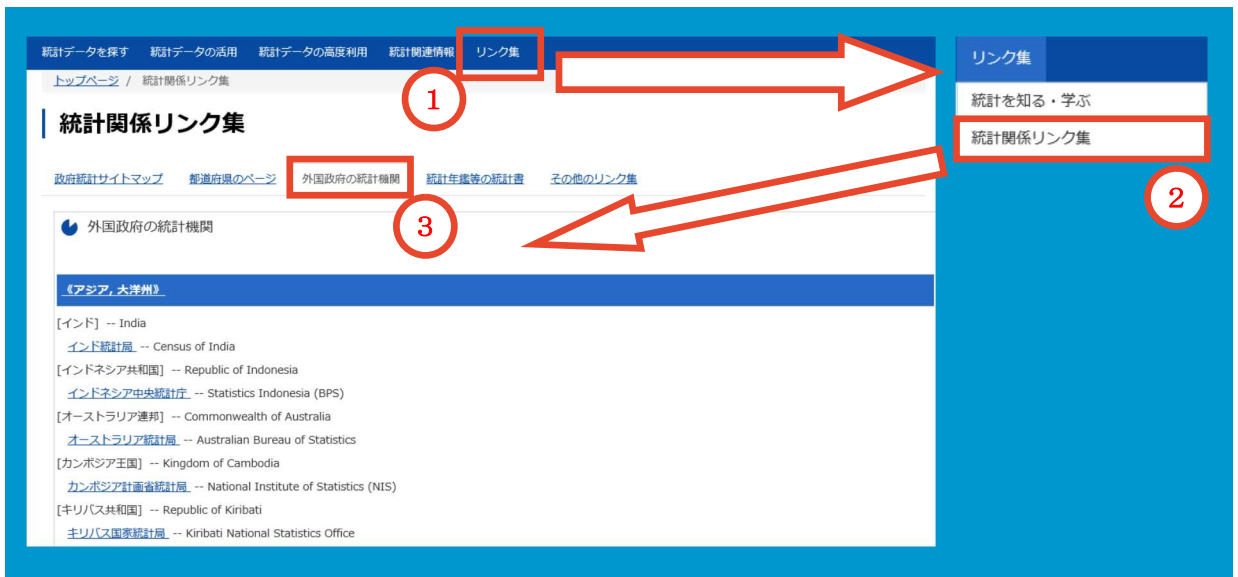 統計データを探す 統計データの活用 統計データの高度利用 統計関連情報 リンク集
トップページ / 統計関係リンク集
1
統計関係リンク集
政府統計サイトマップ 都道府県のページ 外国政府の統計機関 統計年鑑等の統計書 その他のリンク集
3
外国政府の統計機関
《アジア, 大洋州》
[インド] -- India
インド統計局 -- Census of India
[インドネシア共和国] -- Republic of Indonesia
インドネシア中央統計庁 -- Statistics Indonesia (BPS)
[オーストラリア連邦] -- Commonwealth of Australia
オーストラリア統計局 -- Australian Bureau of Statistics
[カンボジア王国] -- Kingdom of Cambodia
カンボジア計画省統計局 -- National Institute of Statistics (NIS)
[キリバス共和国] -- Republic of Kiribati
キリバス国家統計局 -- Kiribati National Statistics Office
リンク集
統計を知る・学ぶ
統計関係リンク集
2